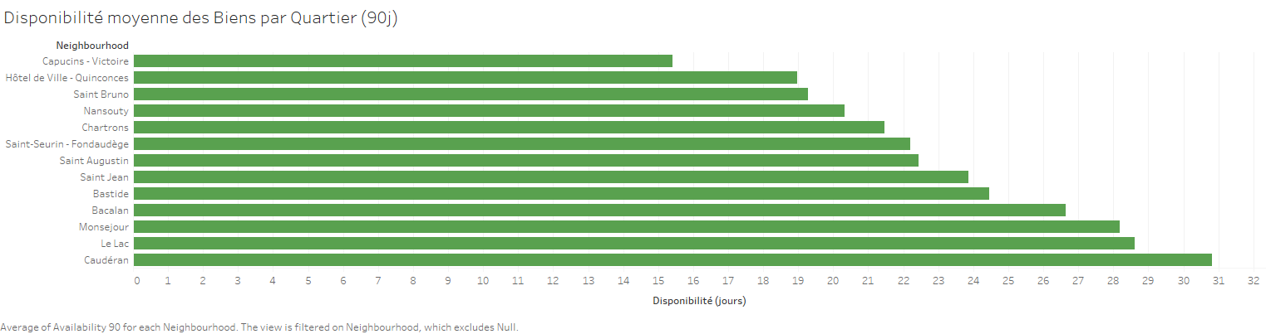 Disponibilité moyenne des Biens par Quartier (90j)
Neighbourhood
Capucins - Victoire
Hôtel de Ville - Quinconces
Saint Bruno
Nansouty
Chartrons
Saint-Seurin - Fondaudège
Saint Augustin
Saint Jean
Bastide
Bacalan
Monsejour
Le Lac
Caudéran
0 1 2 3 4 5 6 7 8 9 10 11 12 13 14 15 16 17 18 19 20 21 22 23 24 25 26 27 28 29 30 31 32
Disponibilité (jours)
Average of Availability 90 for each Neighbourhood. The view is filtered on Neighbourhood, which excludes Null.